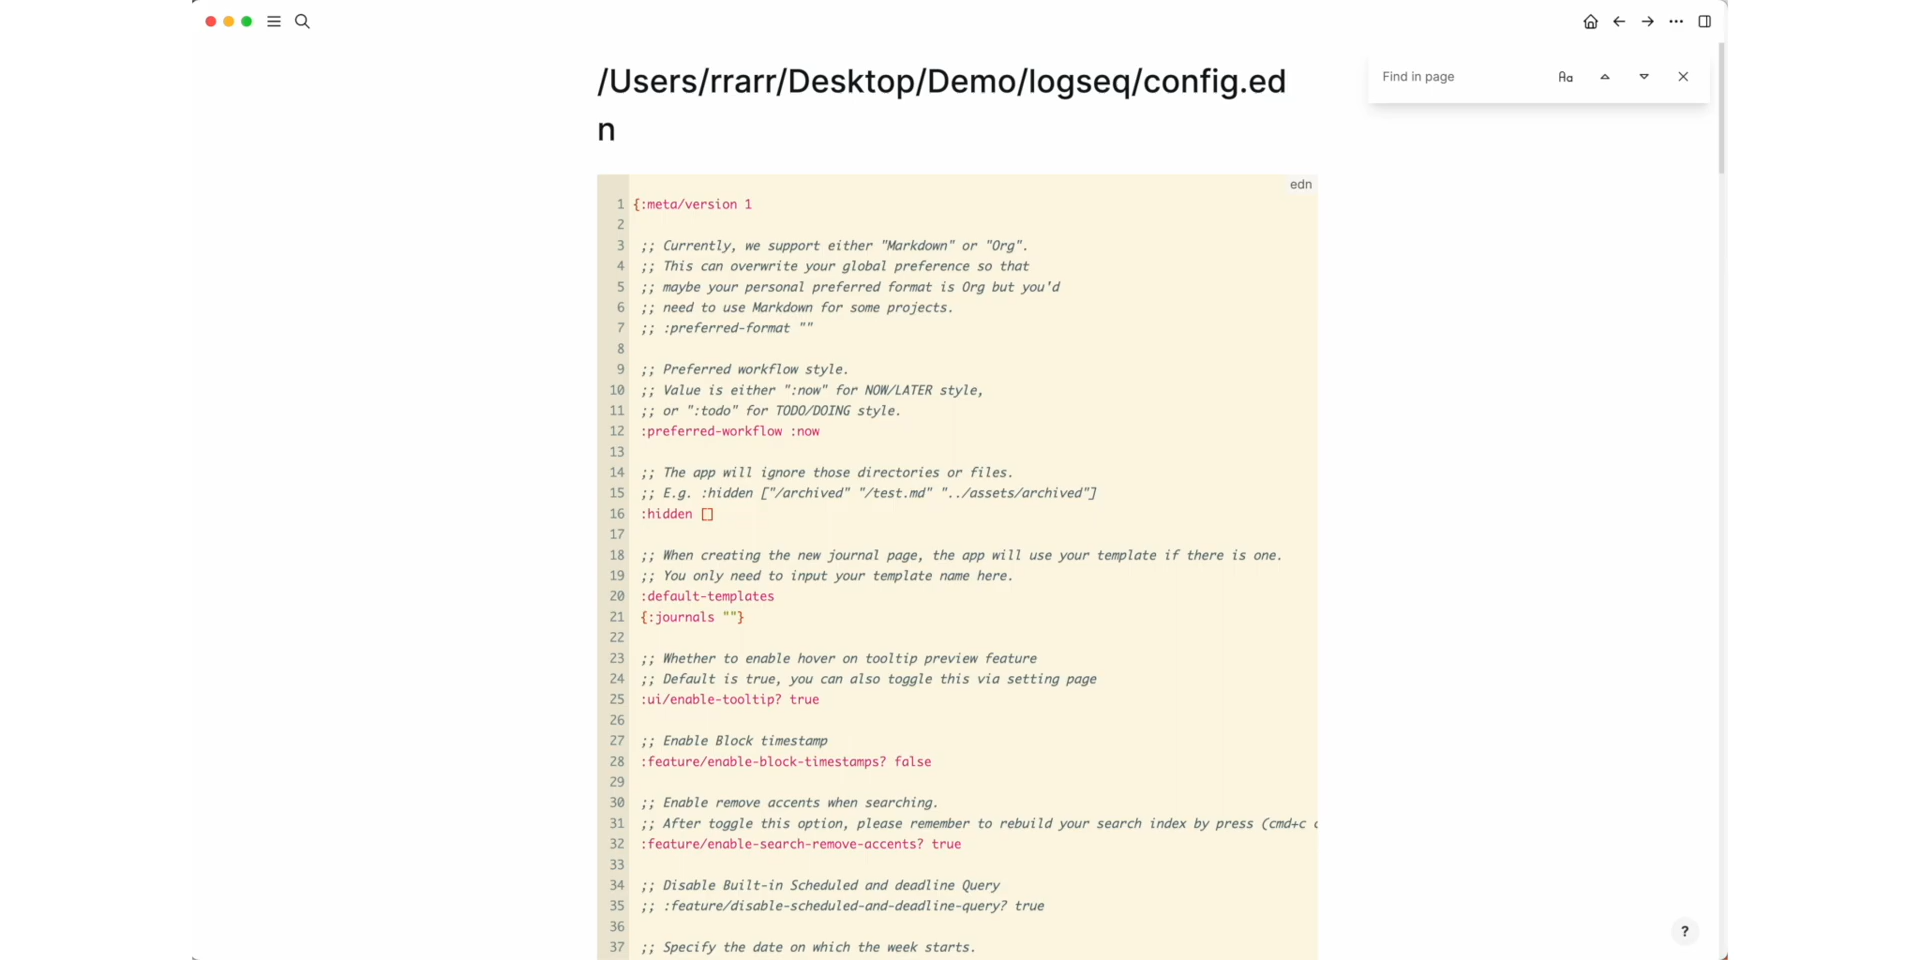 /Users/rrarr/Desktop/Demo/logseq/config.ed
n
Find in page
Aa
edn
1 {:meta/version 1
2
3 ;; Currently, we support either "Markdown" or "Org".
4 ;; This can overwrite your global preference so that
5 ;; maybe your personal preferred format is Org but you'd
6 ;; need to use Markdown for some projects.
7 ;; :preferred-format ""
8
9 ;; Preferred workflow style.
10 ;; Value is either ":now" for NOW/LATER style,
11 ;; or ":todo" for TODO/DOING style.
12 :preferred-workflow :now
13
14 ;; The app will ignore those directories or files.
15 ;; E.g. :hidden ["/archived" "/test.md" "../assets/archived"]
16 :hidden []
17
18 ;; When creating the new journal page, the app will use your template if there is one.
19 ;; You only need to input your template name here.
20 :default-templates
21 {:journals ""}
22
23 ;; Whether to enable hover on tooltip preview feature
24 ;; Default is true, you can also toggle this via setting page
25 :ui/enable-tooltip? true
26
27 ;; Enable Block timestamp
28 :feature/enable-block-timestamps? false
29
30 ;; Enable remove accents when searching.
31 ;; After toggle this option, please remember to rebuild your search index by press (cmd+c
32 :feature/enable-search-remove-accents? true
33
34 ;; Disable Built-in Scheduled and deadline Query
35 ;; :feature/disable-scheduled-and-deadline-query? true
36
37 ;; Specify the date on which the week starts.
?